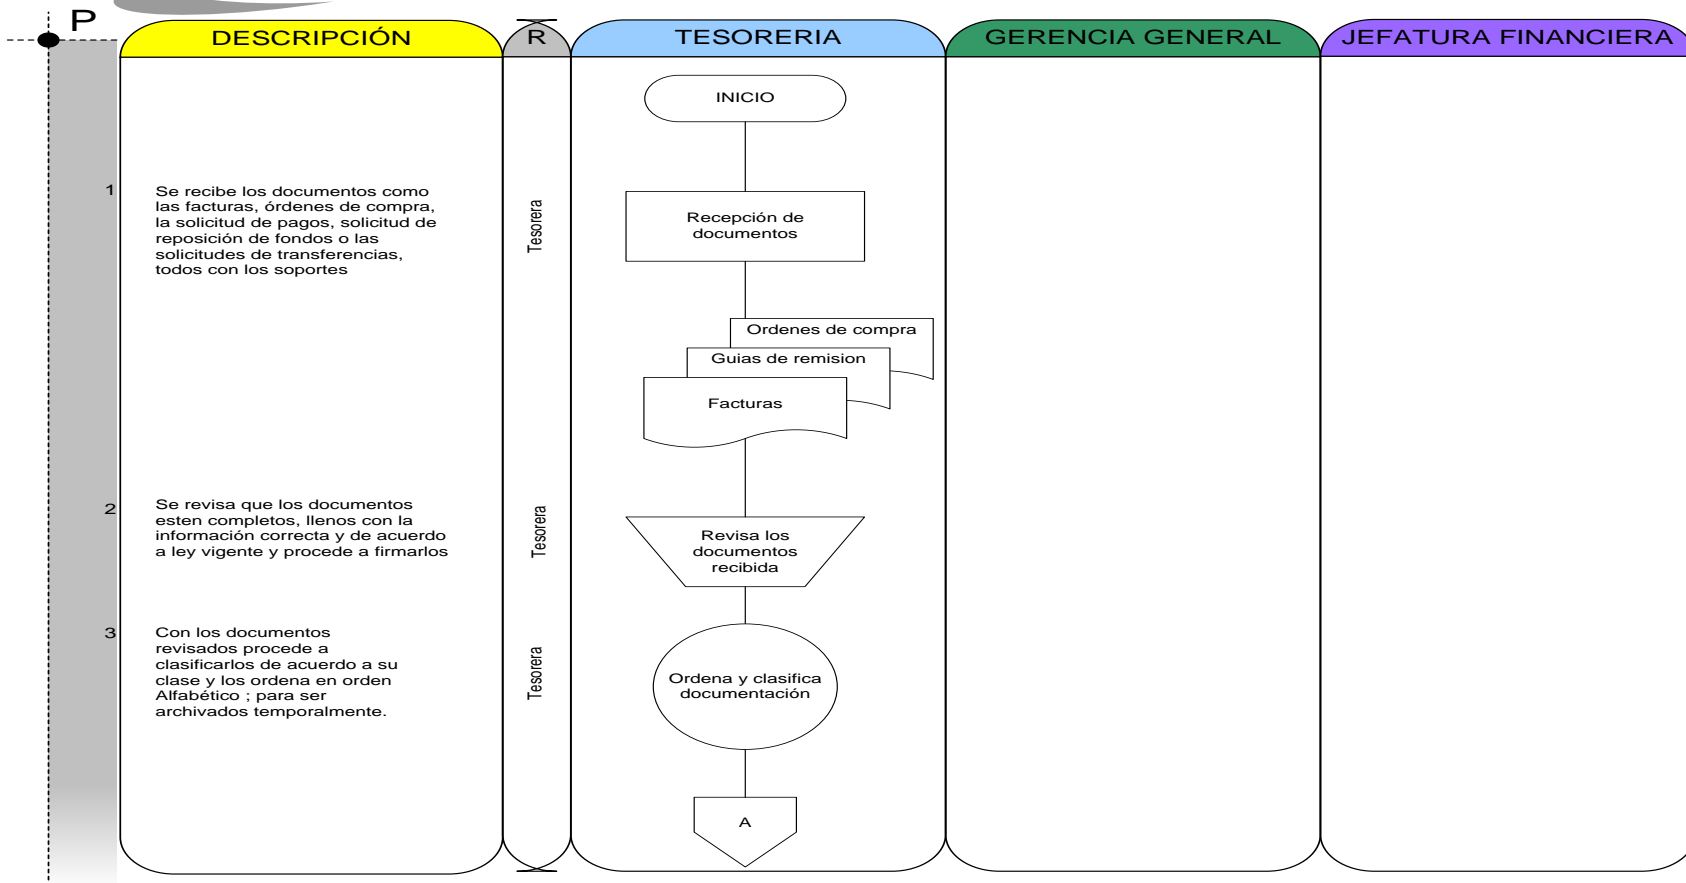 P
DESCRIPCIÓN
R
TESORERIA
GERENCIA GENERAL
JEFATURA FINANCIERA
INICIO
1
Se recibe los documentos como
las facturas, órdenes de compra,
la solicitud de pagos, solicitud de
reposición de fondos o las
solicitudes de transferencias,
todos con los soportes
Tesorera
Recepción de
documentos
Ordenes de compra
Guias de remision
Facturas
2
Se revisa que los documentos
esten completos, llenos con la
información correcta y de acuerdo
a ley vigente y procede a firmarlos
Tesorera
Revisa los
documentos
recibida
3
Con los documentos
revisados procede a
clasificarlos de acuerdo a su
clase y los ordena en orden
Alfabético ; para ser
archivados temporalmente.
Tesorera
Ordena y clasifica
documentación
A